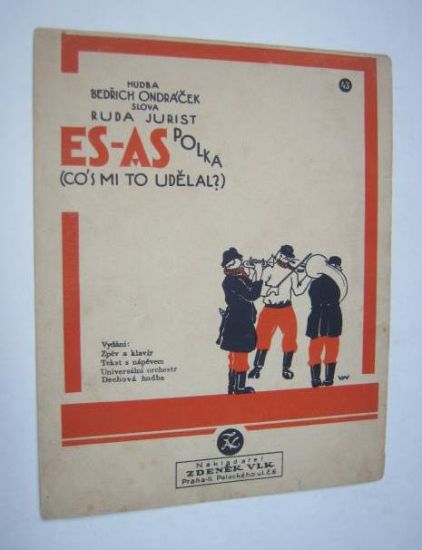 HUDBA
BEDŘICH ONDRÁČEK
SLOVA
RUDA JURIST
43
ES-AS POLKA
(CO'S MI TO UDĚLAL?)
Vydání:
Zpěv a klavír
Tekst s nápěvem
Universální orchestr
Dechová hudba
Nakladatel
ZDENĚK VLK
Praha-II. Palackého ul. č. 6